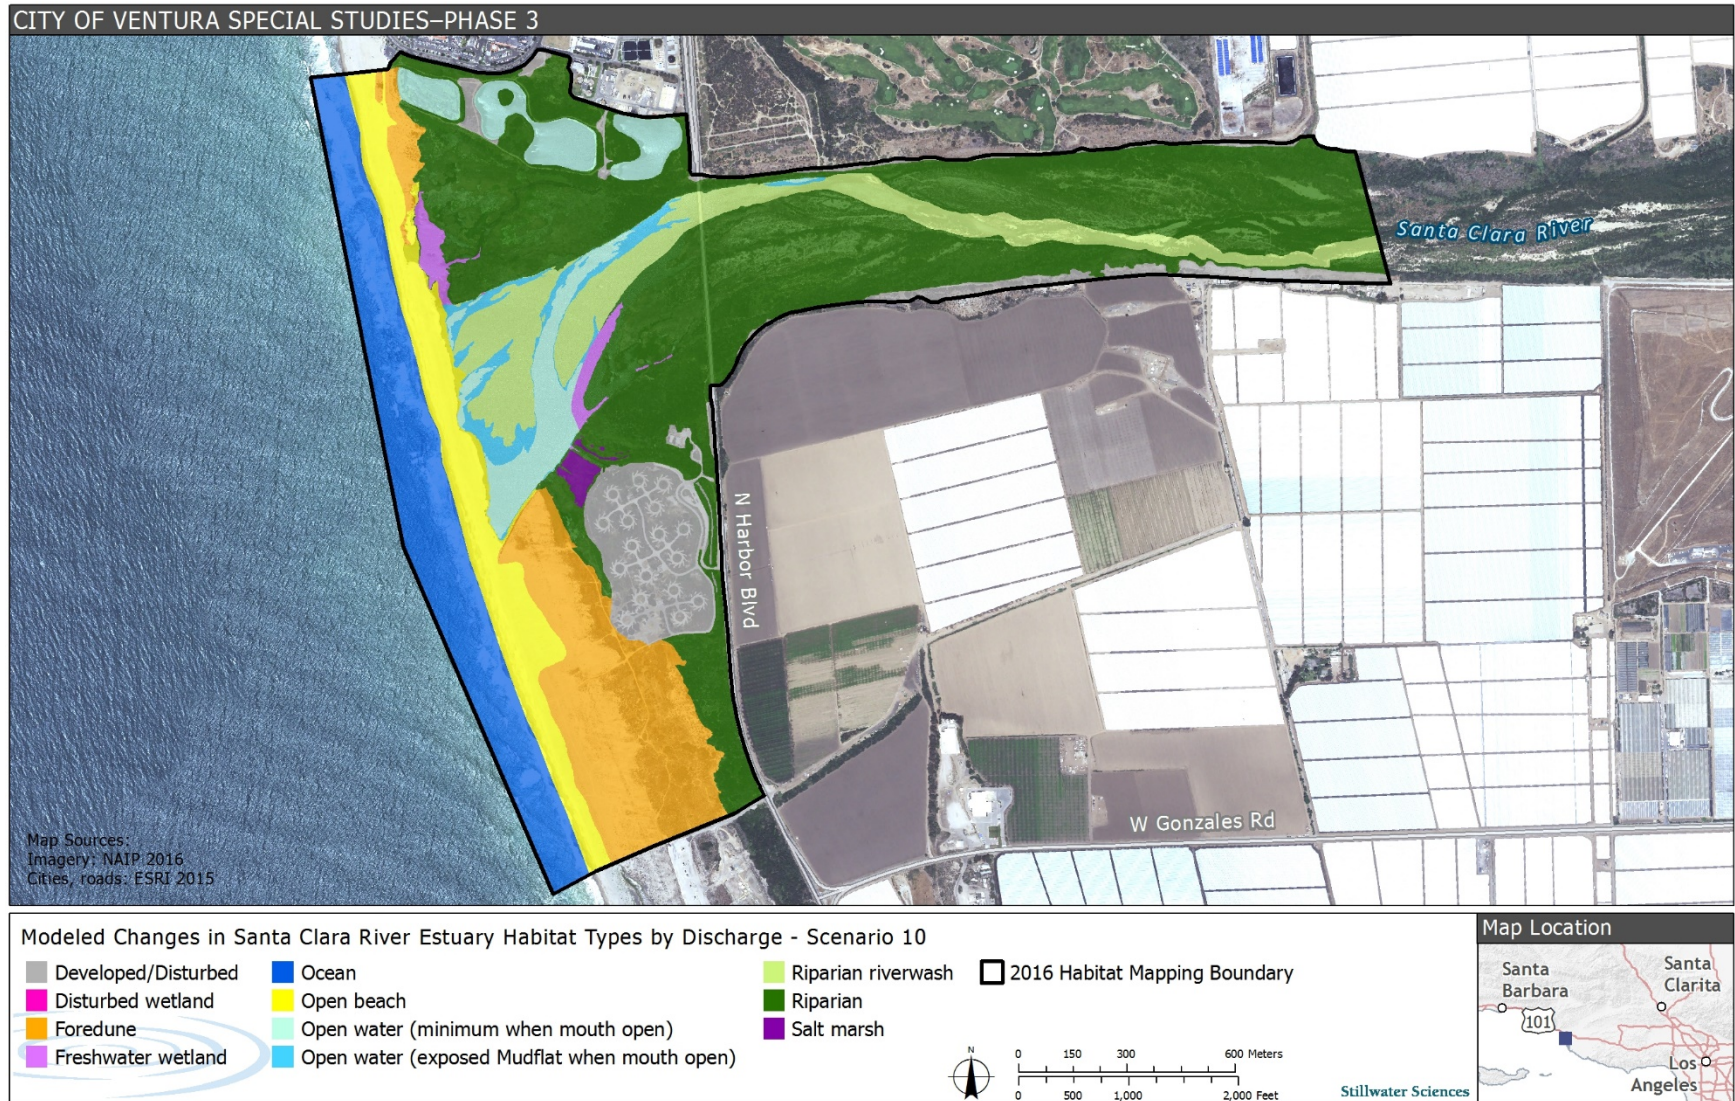 CITY OF VENTURA SPECIAL STUDIES–PHASE 3
Santa Clara River
N Harbor Blvd
W Gonzales Rd
Map Sources:
Imagery: NAIP 2016
Cities, roads: ESRI 2015
Modeled Changes in Santa Clara River Estuary Habitat Types by Discharge - Scenario 10
Developed/Disturbed
Disturbed wetland
Foredune
Freshwater wetland
Ocean
Open beach
Open water (minimum when mouth open)
Open water (exposed Mudflat when mouth open)
Riparian riverwash
Riparian
Salt marsh
2016 Habitat Mapping Boundary
N
0 150 300 600 Meters
0 500 1,000 2,000 Feet
Stillwater Sciences
Map Location
Santa
Barbara
Santa
Clarita
101
Los
Angeles